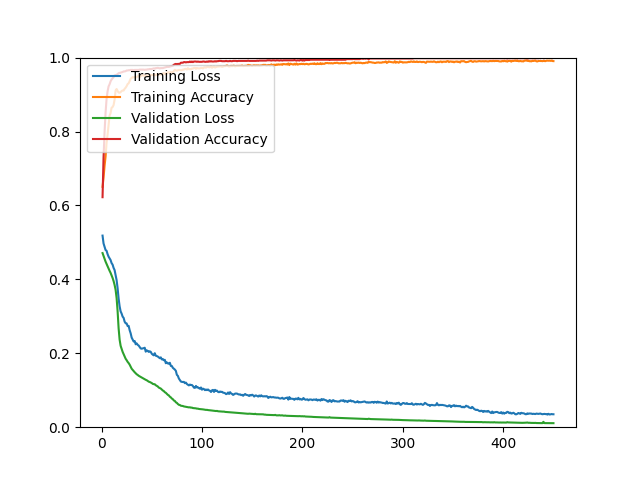 1.0
0.8
0.6
0.4
0.2
0.0
0 100 200 300 400
Training Loss
Training Accuracy
Validation Loss
Validation Accuracy